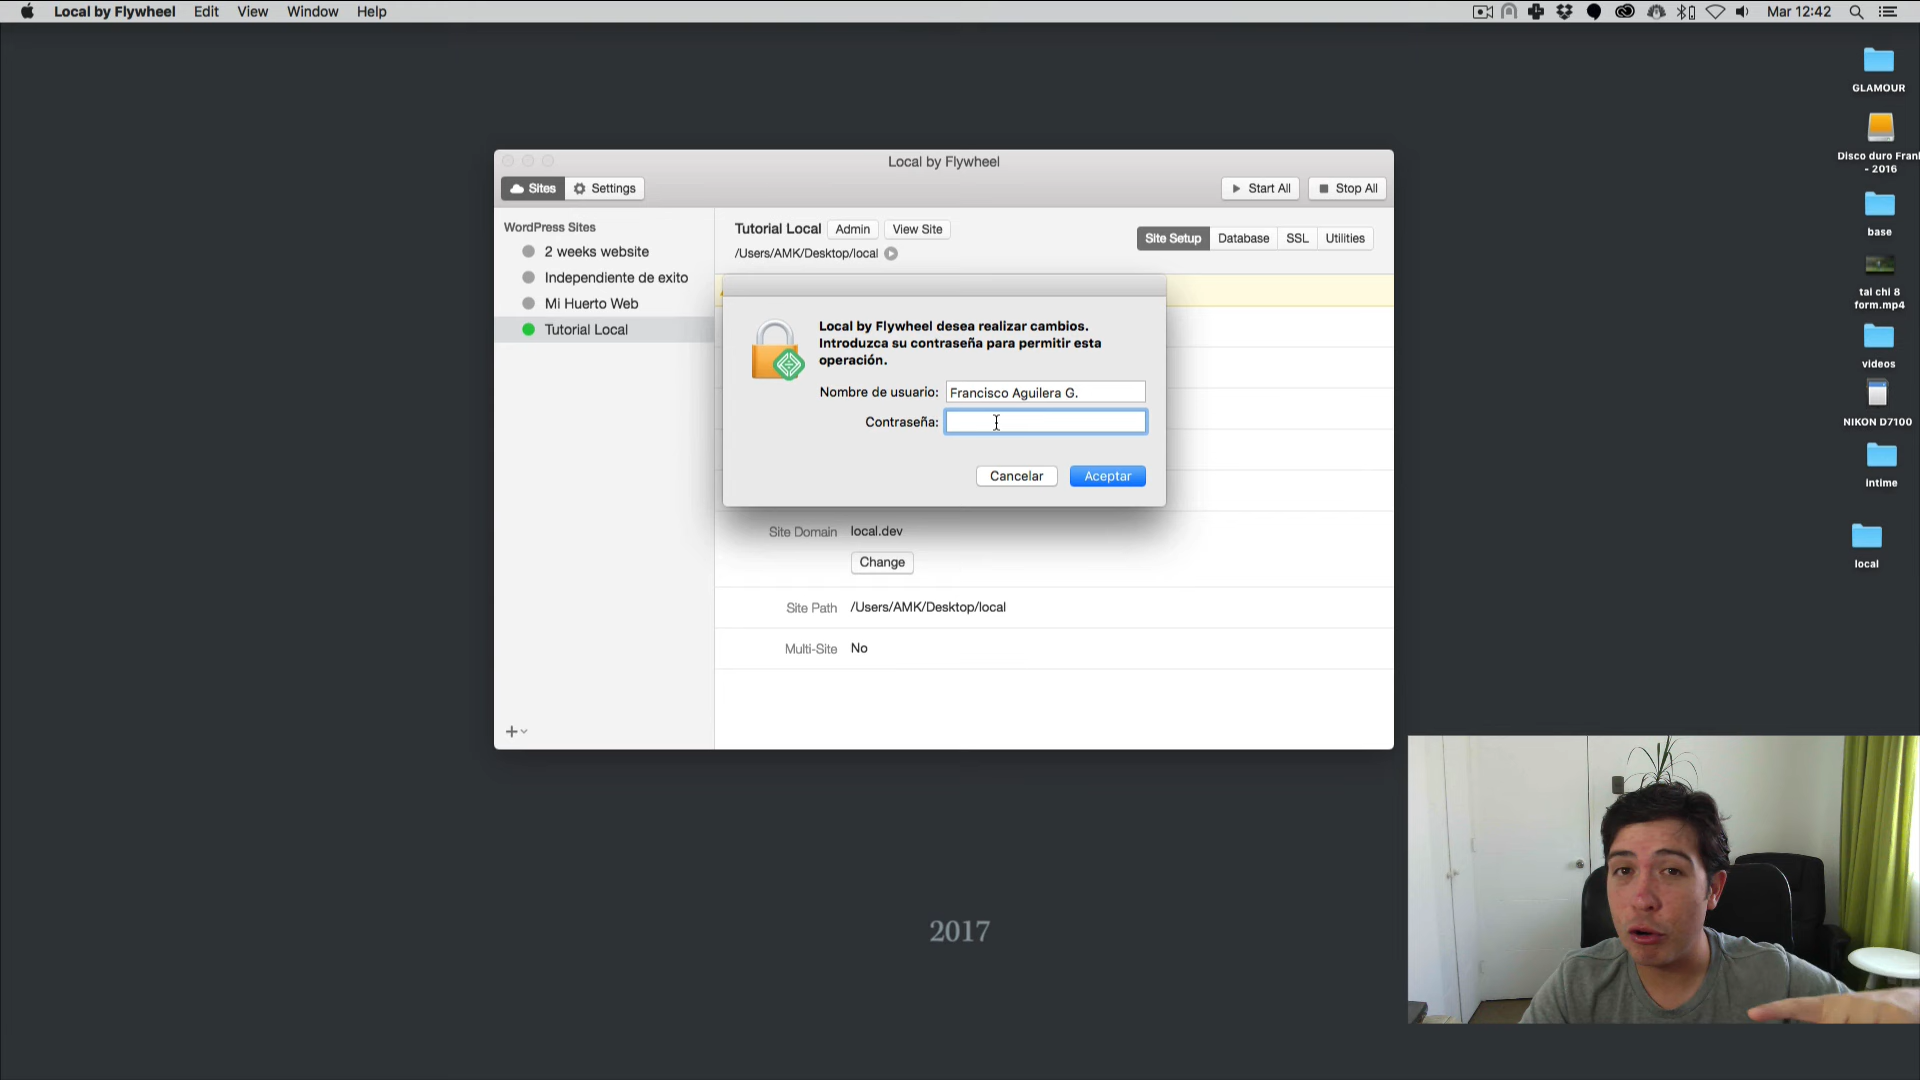 Local by Flywheel Edit View Window Help Mar 12:42
GLAMOUR
Disco duro Fran
- 2016
base
tai chi 8
form.mp4
videos
NIKON D7100
intime
local
Local by Flywheel
Sites Settings Start All Stop All
WordPress Sites
2 weeks website
Independiente de exito
Mi Huerto Web
Tutorial Local
Tutorial Local Admin View Site
/Users/AMK/Desktop/local
Site Setup Database SSL Utilities
Local by Flywheel desea realizar cambios.
Introduzca su contraseña para permitir esta
operación.
Nombre de usuario: Francisco Aguilera G.
Contraseña:
Cancelar Aceptar
Site Domain local.dev
Change
Site Path /Users/AMK/Desktop/local
Multi-Site No
2017